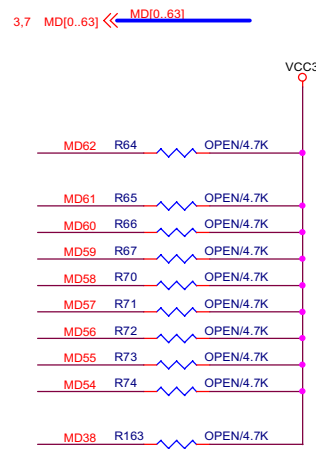 3,7 MD[0..63] MD[0..63]
VCC3
MD62 R64 OPEN/4.7K
MD61 R65 OPEN/4.7K
MD60 R66 OPEN/4.7K
MD59 R67 OPEN/4.7K
MD58 R70 OPEN/4.7K
MD57 R71 OPEN/4.7K
MD56 R72 OPEN/4.7K
MD55 R73 OPEN/4.7K
MD54 R74 OPEN/4.7K
MD38 R163 OPEN/4.7K